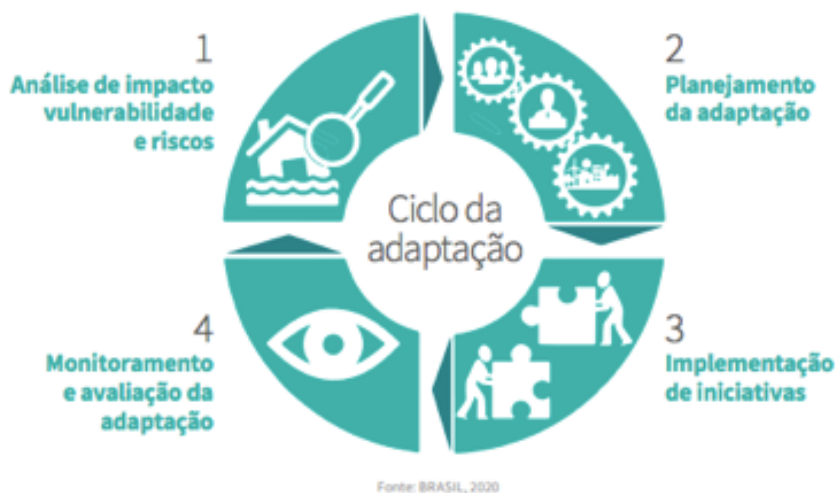 1
Análise de impacto
vulnerabilidade
e riscos
2
Planejamento
da adaptação
Ciclo da
adaptação
3
Implementação
de iniciativas
4
Monitoramento
e avaliação da
adaptação
Fonte: BRASIL, 2020